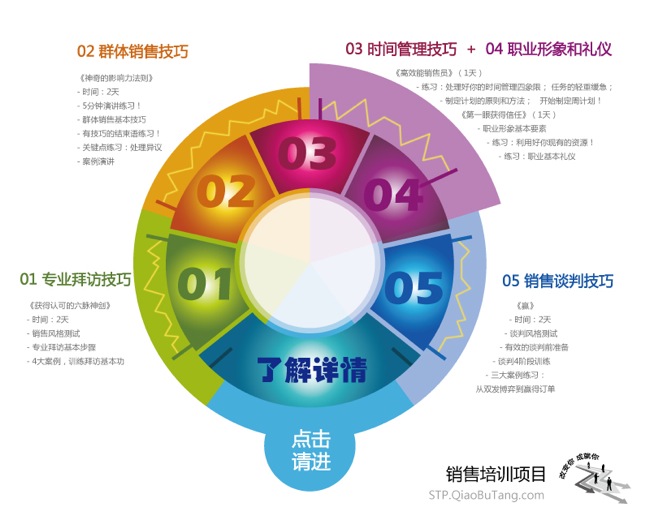 02 群体销售技巧
《神奇的影响力法则》
- 时间：2天
- 5分钟演讲练习！
- 群体销售基本技巧
- 有技巧的结束语练习！
- 关键点练习：处理异议
- 案例演讲
03 时间管理技巧 + 04 职业形象和礼仪
《高效能销售员》（1天）
- 练习：处理好你的时间管理四象限； 任务的轻重缓急；
- 制定计划的原则和方法； 开始制定周计划！
《第一眼获得信任》（1天）
- 职业形象基本要素
- 练习：利用好你现有的资源！
- 练习：职业基本礼仪
01 专业拜访技巧
《获得认可的六脉神剑》
- 时间：2天
- 销售风格测试
- 专业拜访基本步骤
- 4大案例，训练拜访基本功
05 销售谈判技巧
《赢》
- 时间：2天
- 谈判风格测试
- 有效的谈判前准备
- 谈判4阶段训练
- 三大案例练习：
从双发博弈到赢得订单
01
02
03
04
05
了解详情
点击
请进
销售培训项目
STP.QiaoBuTang.com
改变你 成就你